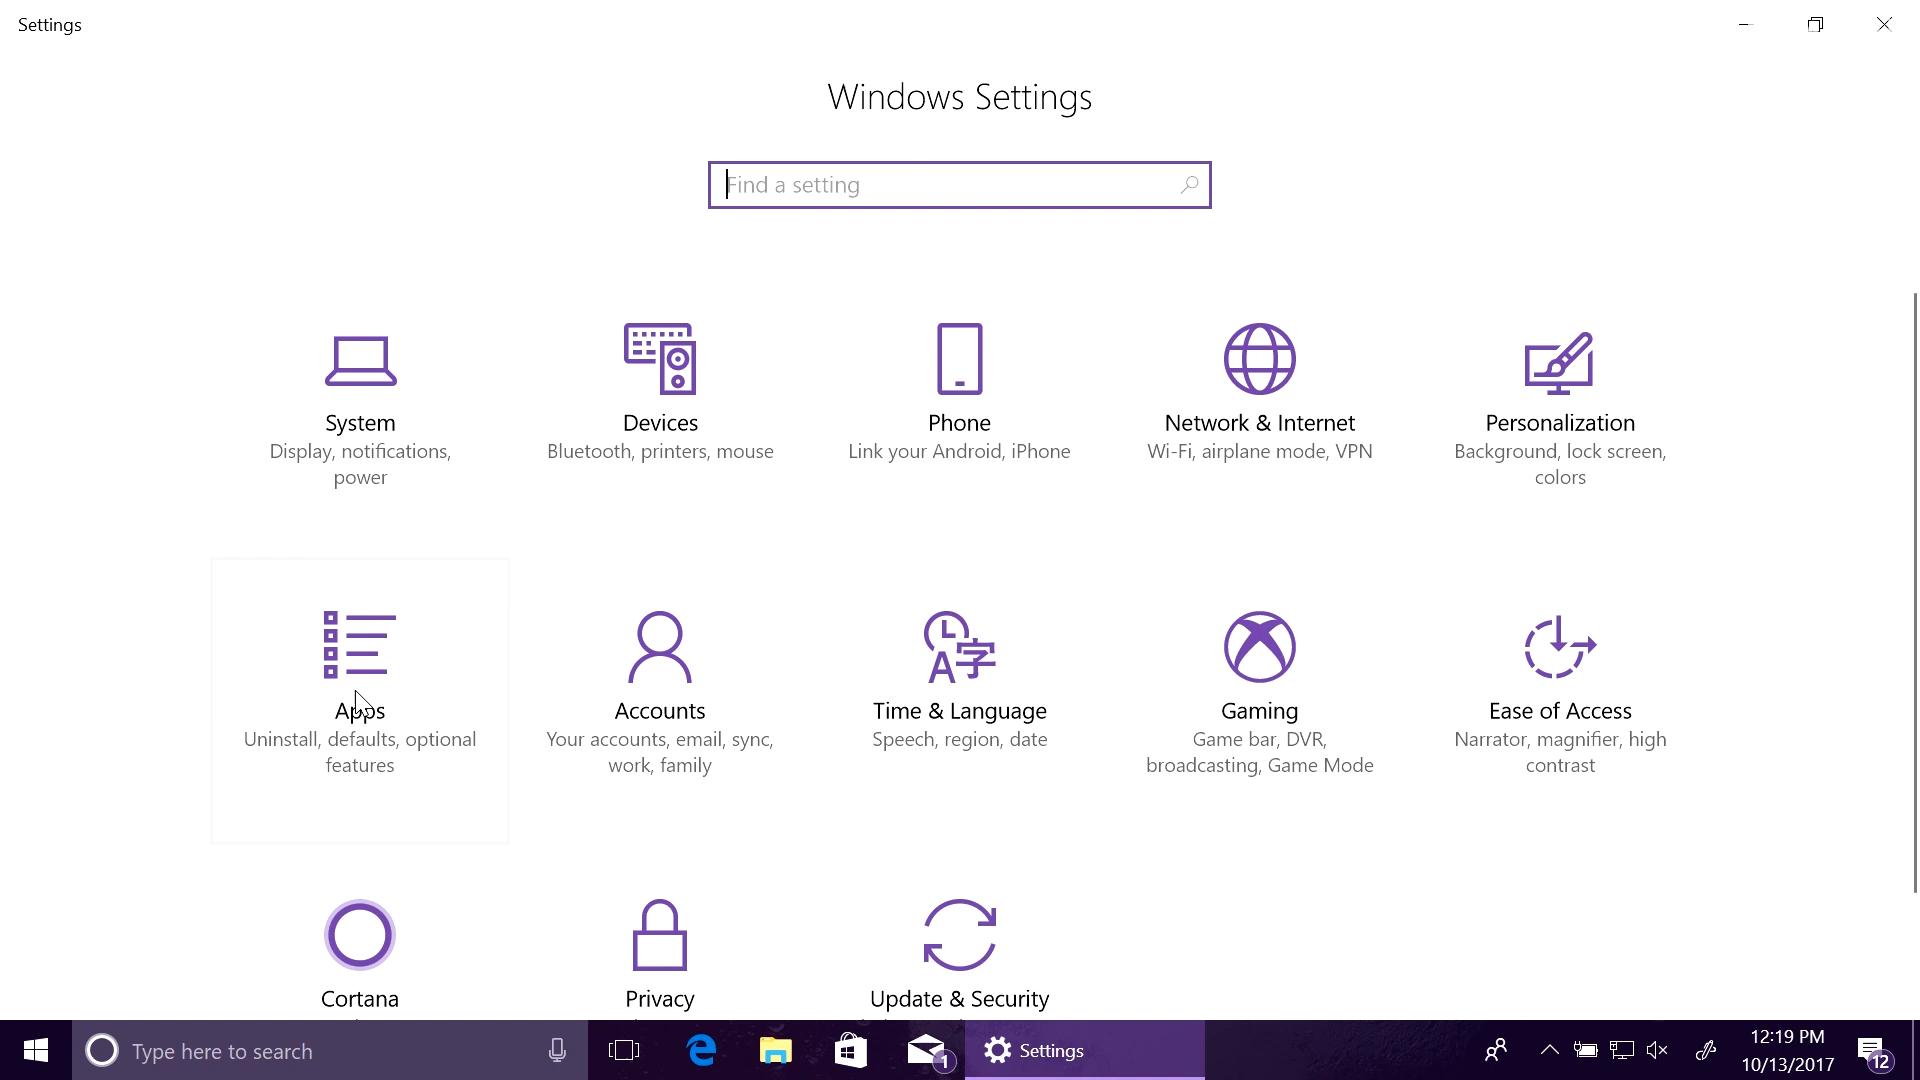 Settings
Windows Settings
Find a setting
System
Display, notifications,
power
Devices
Bluetooth, printers, mouse
Phone
Link your Android, iPhone
Network & Internet
Wi-Fi, airplane mode, VPN
Personalization
Background, lock screen,
colors
Apps
Uninstall, defaults, optional
features
Accounts
Your accounts, email, sync,
work, family
Time & Language
Speech, region, date
A字
Gaming
Game bar, DVR,
broadcasting, Game Mode
Ease of Access
Narrator, magnifier, high
contrast
Cortana
Privacy
Update & Security
Type here to search
1
Settings
12:19 PM
10/13/2017
12